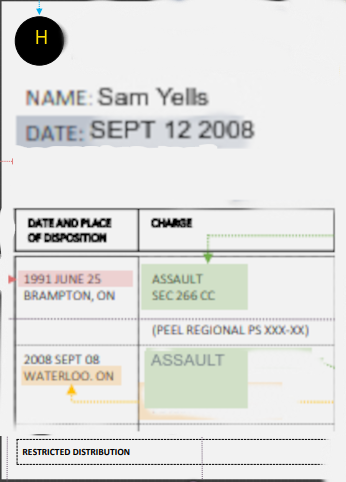 H
NAME: Sam Yells
DATE: SEPT 12 2008
DATE AND PLACE OF DISPOSITION
CHARGE
1991 JUNE 25
BRAMPTON, ON
ASSAULT
SEC 266 CC
(PEEL REGIONAL PS XXX-XX)
2008 SEPT 08
WATERLOO. ON
ASSAULT
RESTRICTED DISTRIBUTION